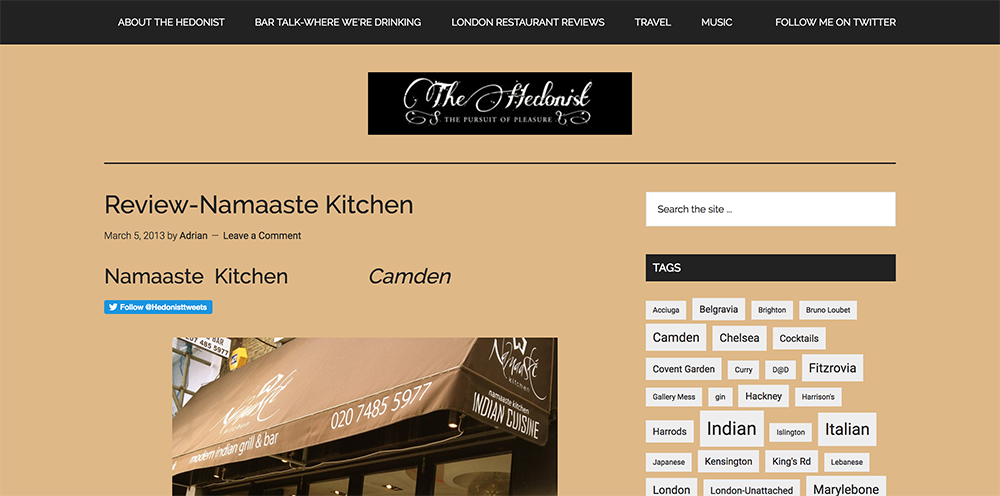 ABOUT THE HEDONIST BAR TALK-WHERE WE'RE DRINKING LONDON RESTAURANT REVIEWS TRAVEL MUSIC FOLLOW ME ON TWITTER
The Hedonist
THE PURSUIT OF PLEASURE
Review-Namaaste Kitchen
March 5, 2013 by Adrian — Leave a Comment
Namaaste Kitchen Camden
Follow @Hedonisttweets
BAR
07 485 5977
Namaaste
kitchen
modern indian grill & bar
020 7485 5977
Namaaste
kitchen
namaaste kitchen
INDIAN CUISINE
Search the site ...
TAGS
Acciuga Belgravia Brighton Bruno Loubet
Camden Chelsea Cocktails
Covent Garden Curry D@D Fitzrovia
Gallery Mess gin Hackney Harrison's
Harrods Indian Islington Italian
Japanese Kensington King's Rd Lebanese
London London-Unattached Marylebone